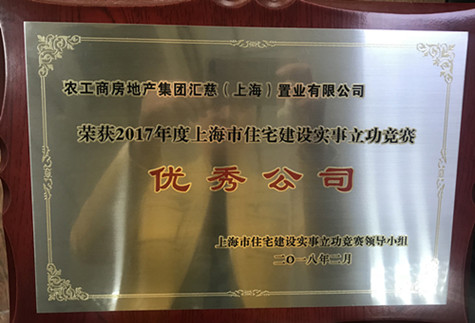 农工商房地产集团汇慈（上海）置业有限公司
荣获2017年度上海市住宅建设实事立功竞赛
优秀公司
上海市住宅建设实事立功竞赛领导小组
二〇一八年二月